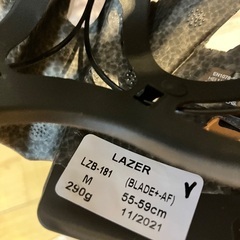 LAZER
LZB-181 (BLADE+-AF)
M 55-59cm
290g 11/2021